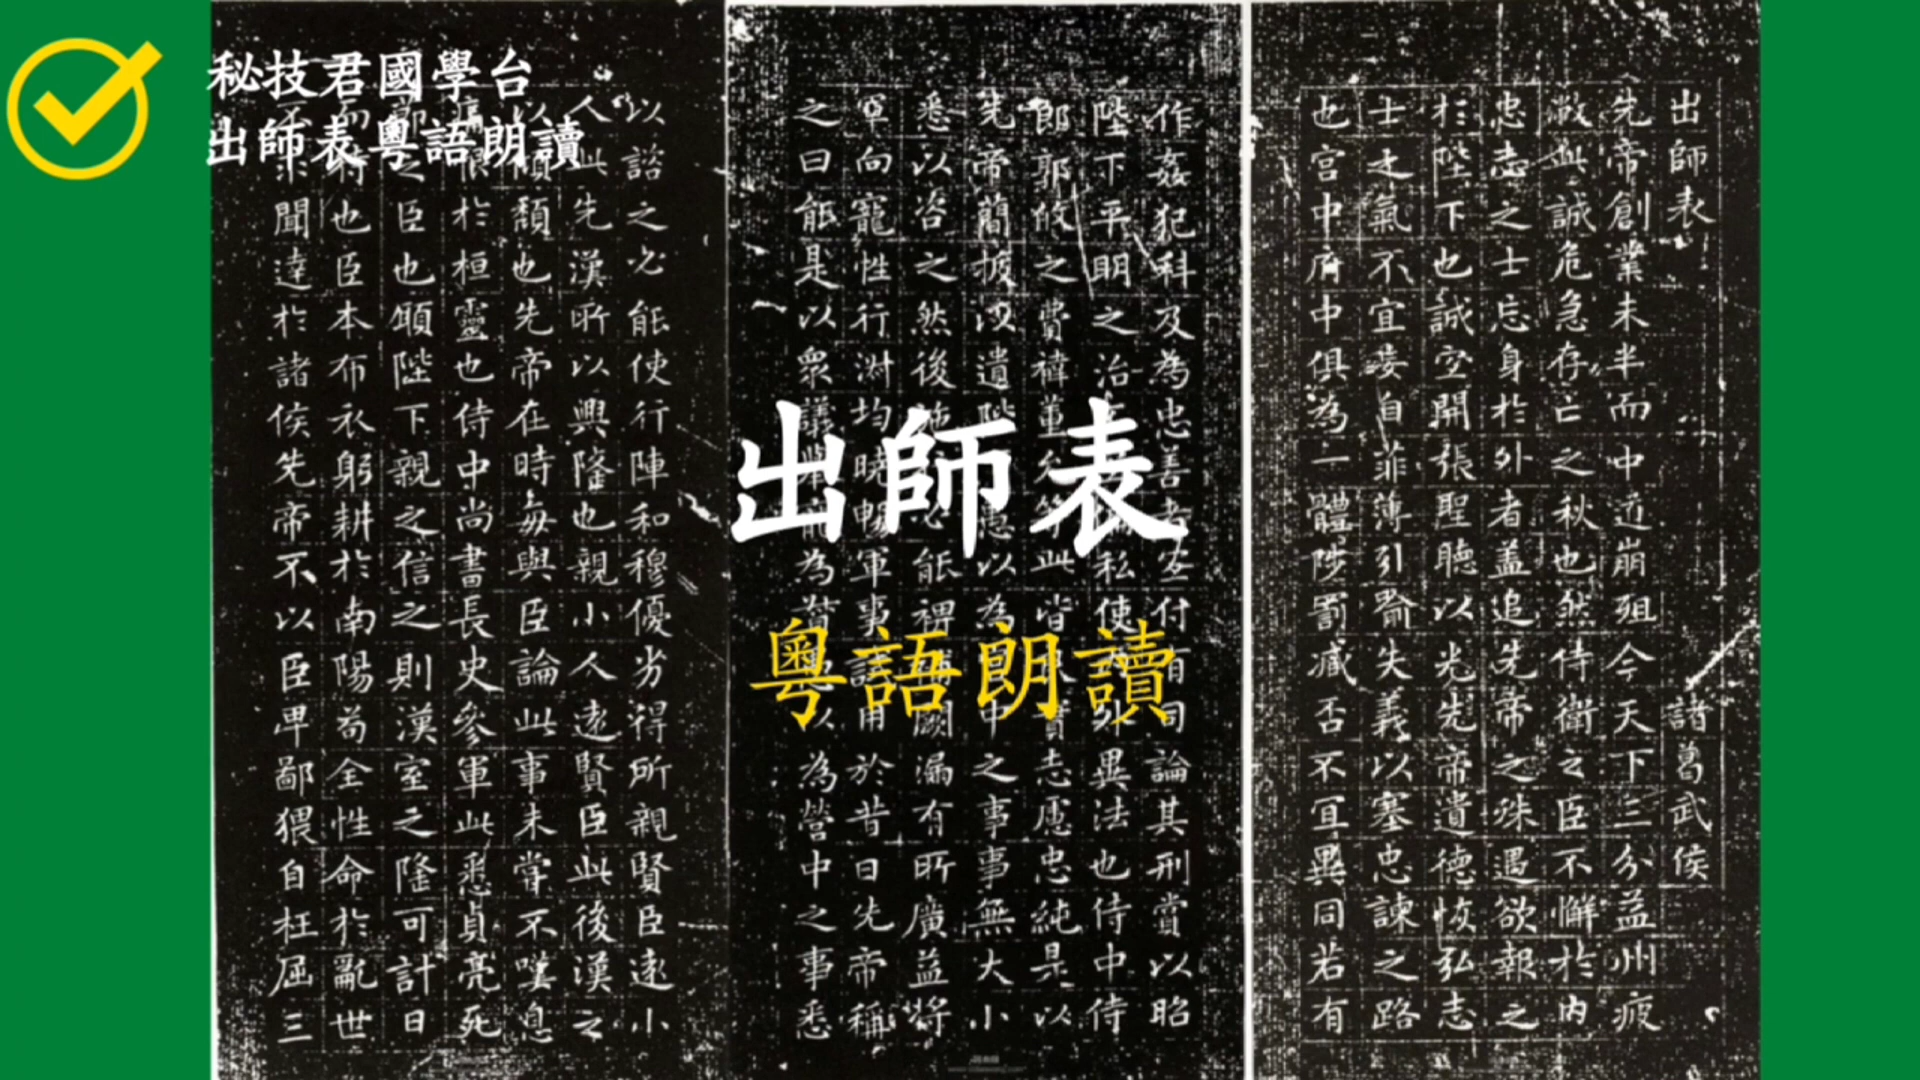 秘技君國學台
出師表粵語朗讀
出師表
粵語朗讀
出師表 諸葛武侯
先帝創業未半而中道崩殂今天下三分益州疲
敝此誠危急存亡之秋也然侍衛之臣不懈於內
忠志之士忘身於外者蓋追先帝之殊遇欲報之
於陛下也誠宜開張聖聽以光先帝遺德恢弘志
士之氣不宜妄自菲薄引喻失義以塞忠諫之路
也宮中府中俱為一體陟罰臧否不宜異同若有
作姦犯科及為忠善者宜付有司論其刑賞以昭
陛下平明之治私使外異法也侍中侍
郎郭攸之費褘董允等此皆良實志慮忠純是以
先帝簡拔以遺陛愚以為中之事事無大小
悉以咨之然後施必能裨補闕漏有所廣益將
軍向寵性行淑均曉暢軍事試用於昔日先帝稱
之曰能是以眾議舉寵為督以為營中之事悉
以諮之必能使行陣和穆優劣得所親賢臣遠小
人此先漢所以興隆也親小人遠賢臣此後漢之
以傾頹也先帝在時每與臣論此事未嘗不嘆息
痛恨於桓靈也侍中尚書長史參軍此悉貞亮死
節之臣也願陛下親之信之則漢室之隆可計日
而待也臣本布衣躬耕於南陽苟全性命於亂世
不求聞達於諸侯先帝不以臣卑鄙猥自枉屈三